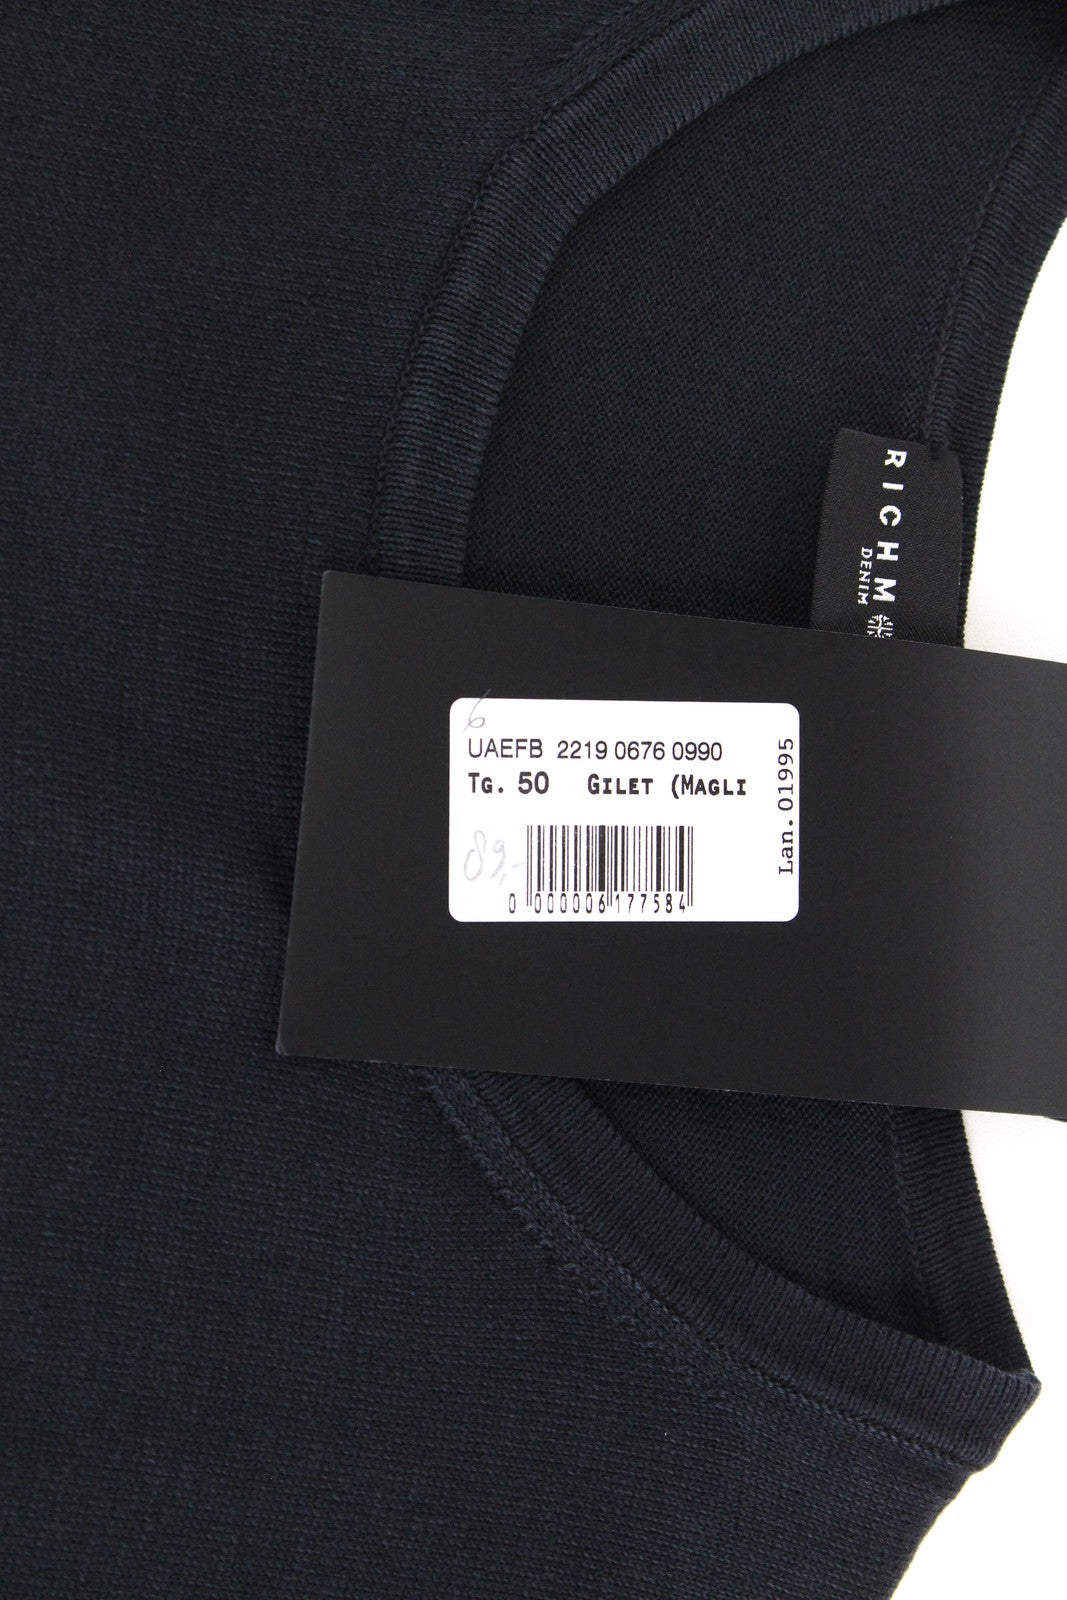 RICHM
DENIM
6
UAEFB 2219 0676 0990
Tg. 50 GILET (MAGLI
89,-
0 000006 177584
Lan. 01995